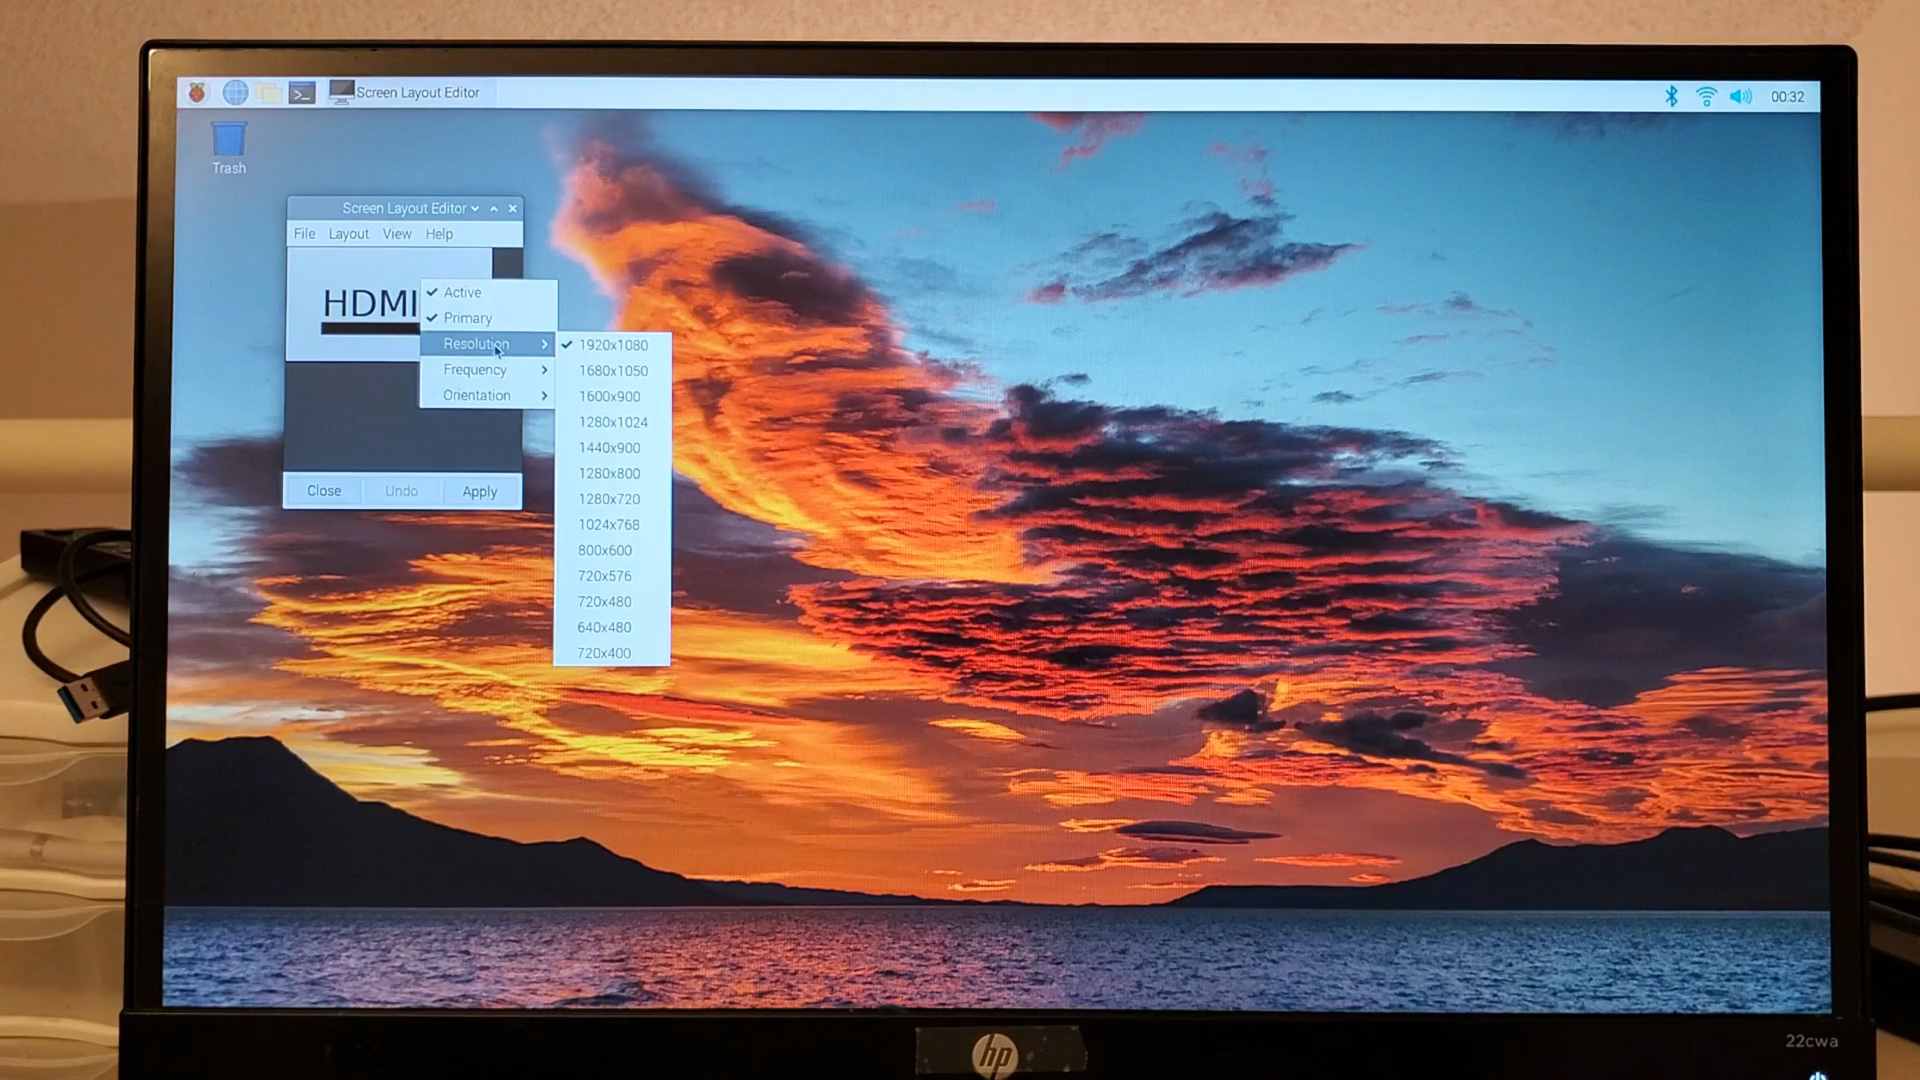 Screen Layout Editor
00:32
Trash
Screen Layout Editor
File Layout View Help
HDMI
Active
Primary
Resolution
Frequency
Orientation
1920x1080
1680x1050
1600x900
1280x1024
1440x900
1280x800
1280x720
1024x768
800x600
720x576
720x480
640x480
720x400
Close Undo Apply
hp
22cwa